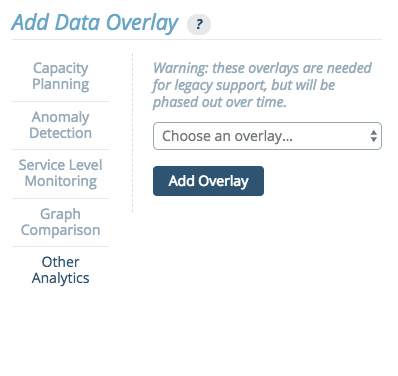 Add Data Overlay ?
Capacity
Planning
Anomaly
Detection
Service Level
Monitoring
Graph
Comparison
Other
Analytics
Warning: these overlays are needed
for legacy support, but will be
phased out over time.
Choose an overlay...
Add Overlay